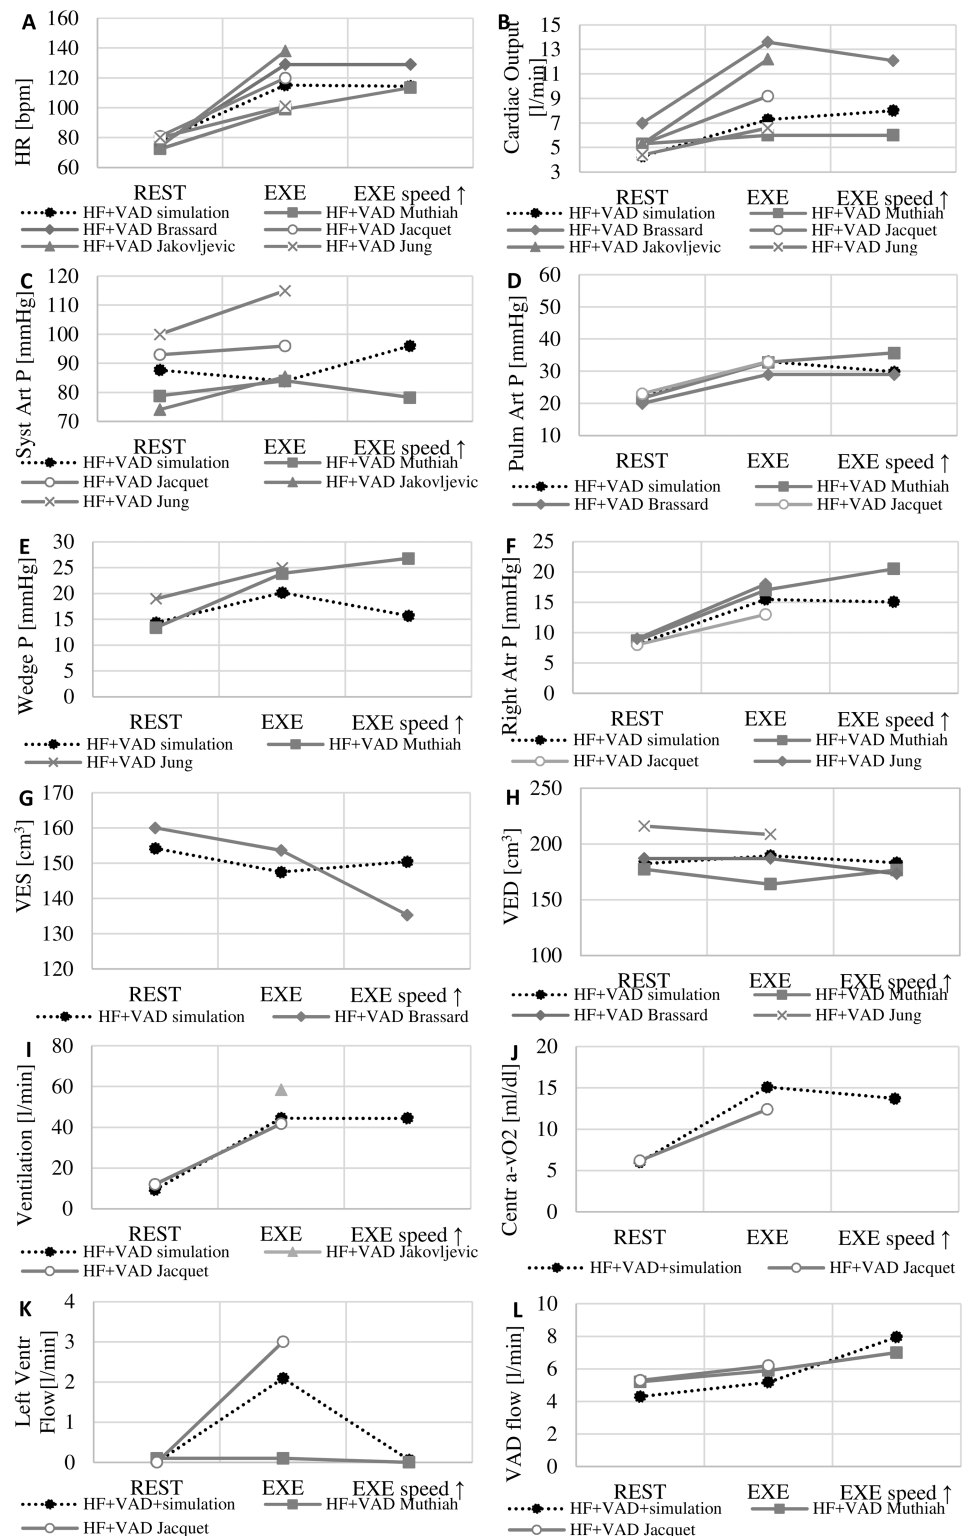 A
HR [bpm]
160
140
120
100
80
60
REST EXE EXE speed ↑
HF+VAD simulation HF+VAD Muthiah
HF+VAD Brassard HF+VAD Jacquet
HF+VAD Jakovljevic HF+VAD Jung
B
Cardiac Output
[l/min]
15
13
11
9
7
5
3
REST EXE EXE speed ↑
HF+VAD simulation HF+VAD Muthiah
HF+VAD Brassard HF+VAD Jacquet
HF+VAD Jakovljevic HF+VAD Jung
C
Syst Art P [mmHg]
120
110
100
90
80
70
REST EXE EXE speed ↑
HF+VAD simulation HF+VAD Muthiah
HF+VAD Jacquet HF+VAD Jakovljevic
HF+VAD Jung
D
Pulm Art P [mmHg]
60
50
40
30
20
10
REST EXE EXE speed ↑
HF+VAD simulation HF+VAD Muthiah
HF+VAD Brassard HF+VAD Jacquet
E
Wedge P [mmHg]
30
25
20
15
10
5
0
REST EXE EXE speed ↑
HF+VAD simulation HF+VAD Muthiah
HF+VAD Jung
F
Right Atr P [mmHg]
25
20
15
10
5
0
REST EXE EXE speed ↑
HF+VAD simulation HF+VAD Muthiah
HF+VAD Jacquet HF+VAD Jung
G
VES [cm³]
170
160
150
140
130
120
REST EXE EXE speed ↑
HF+VAD simulation HF+VAD Brassard
H
VED [cm³]
250
200
150
100
REST EXE EXE speed ↑
HF+VAD simulation HF+VAD Muthiah
HF+VAD Brassard HF+VAD Jung
I
Ventilation [l/min]
80
60
40
20
0
REST EXE EXE speed ↑
HF+VAD simulation HF+VAD Jakovljevic
HF+VAD Jacquet
J
Centr a-vO2 [ml/dl]
20
15
10
5
0
REST EXE EXE speed ↑
HF+VAD+simulation HF+VAD Jacquet
K
Left Ventr
Flow[l/min]
4
3
2
1
0
REST EXE EXE speed ↑
HF+VAD+simulation HF+VAD Muthiah
HF+VAD Jacquet
L
VAD flow [l/min]
10
8
6
4
2
0
REST EXE EXE speed ↑
HF+VAD+simulation HF+VAD Muthiah
HF+VAD Jacquet